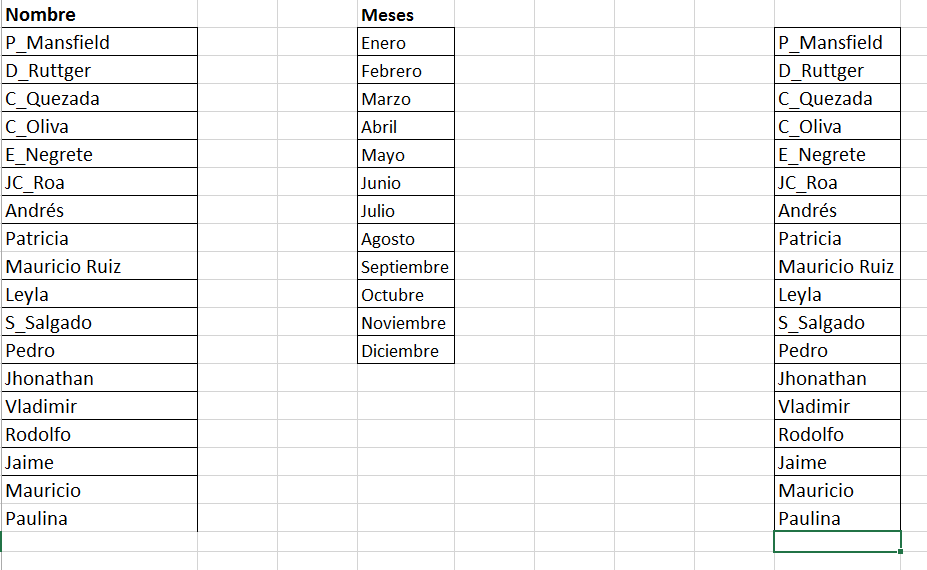 Nombre Meses
P_Mansfield Enero P_Mansfield
D_Ruttger Febrero D_Ruttger
C_Quezada Marzo C_Quezada
C_Oliva Abril C_Oliva
E_Negrete Mayo E_Negrete
JC_Roa Junio JC_Roa
Andrés Julio Andrés
Patricia Agosto Patricia
Mauricio Ruiz Septiembre Mauricio Ruiz
Leyla Octubre Leyla
S_Salgado Noviembre S_Salgado
Pedro Diciembre Pedro
Jhonathan Jhonathan
Vladimir Vladimir
Rodolfo Rodolfo
Jaime Jaime
Mauricio Mauricio
Paulina Paulina